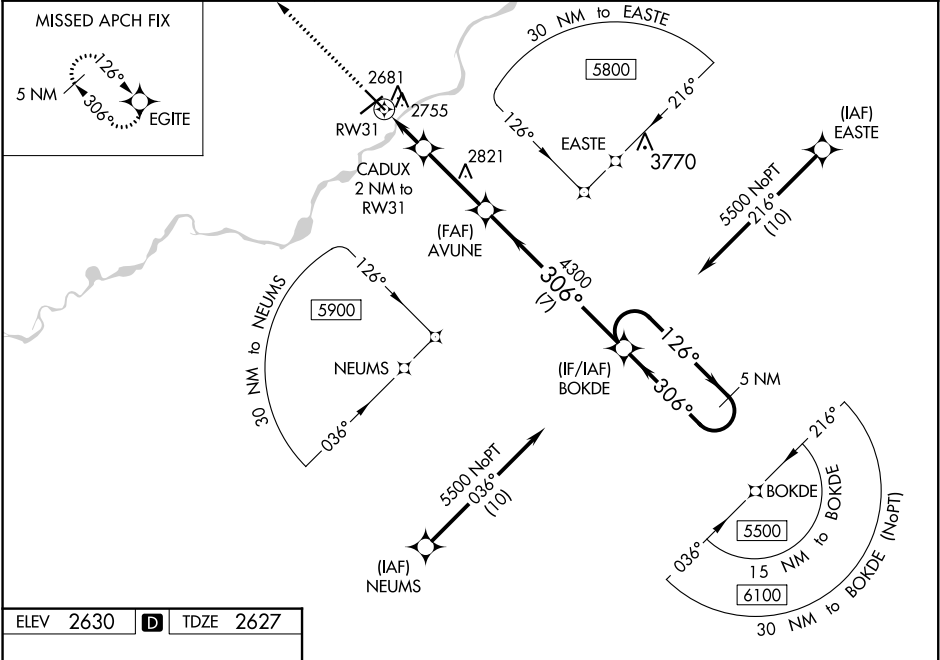 MISSED APCH FIX
126°
306°
5 NM
EGITE
2681
2755
RW31
CADUX
2 NM to
RW31
2821
(FAF)
AVUNE
30 NM to EASTE
5800
216°
126°
EASTE
3770
(IAF)
EASTE
5500 NoPT
216°
(10)
4300
306°
(7)
(IF/IAF)
BOKDE
126°
306°
5 NM
126°
5900
30 NM to NEUMS
NEUMS
036°
5500 NoPT
036°
(10)
(IAF)
NEUMS
216°
BOKDE
036°
5500
15 NM to BOKDE
6100
30 NM to BOKDE (NoPT)
ELEV 2630 D TDZE 2627